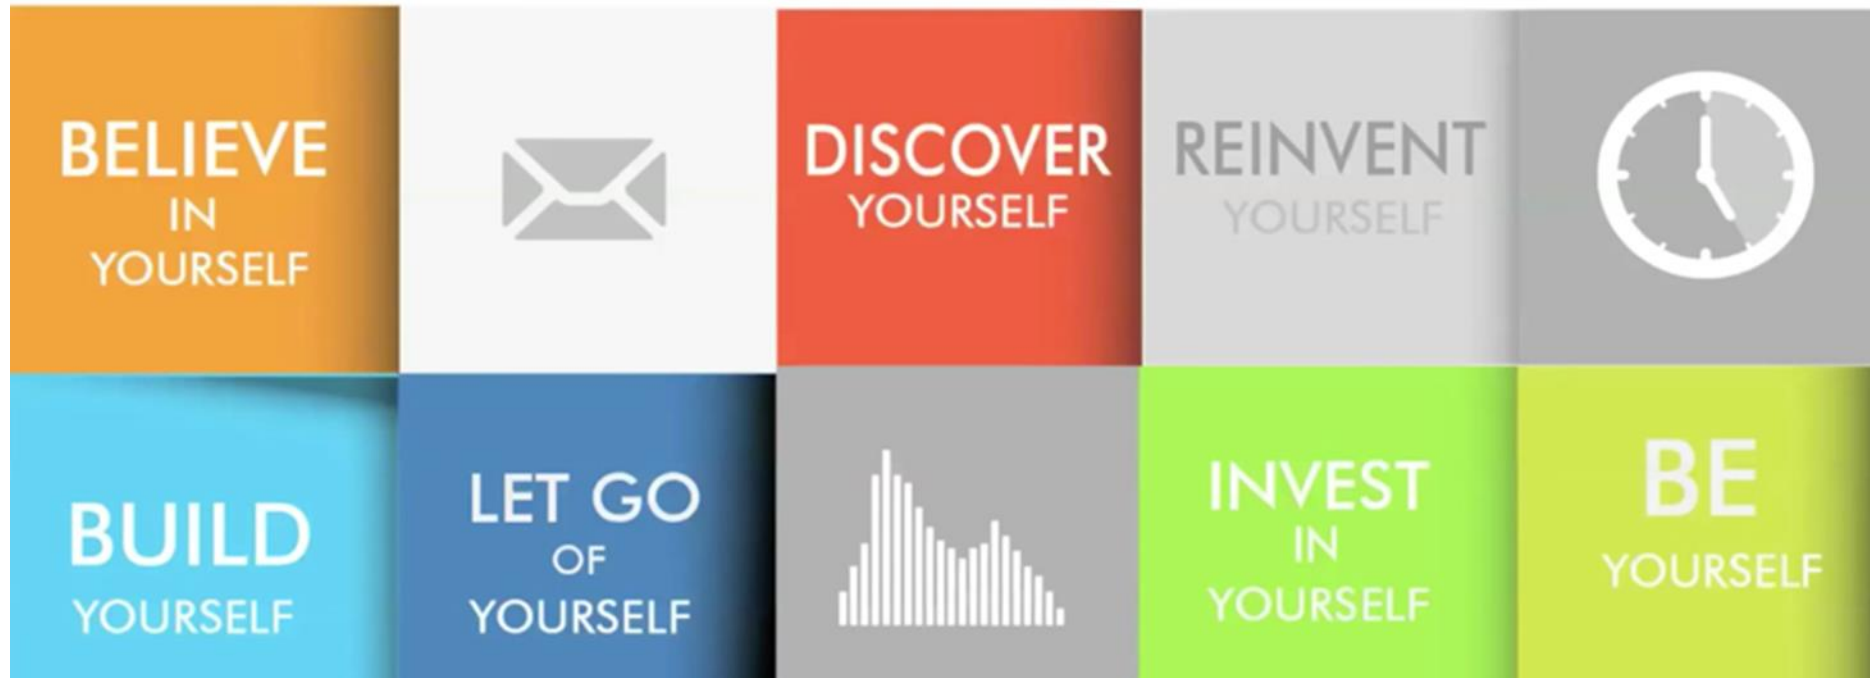 BELIEVE
IN
YOURSELF
DISCOVER
YOURSELF
REINVENT
YOURSELF
BUILD
YOURSELF
LET GO
OF
YOURSELF
INVEST
IN
YOURSELF
BE
YOURSELF